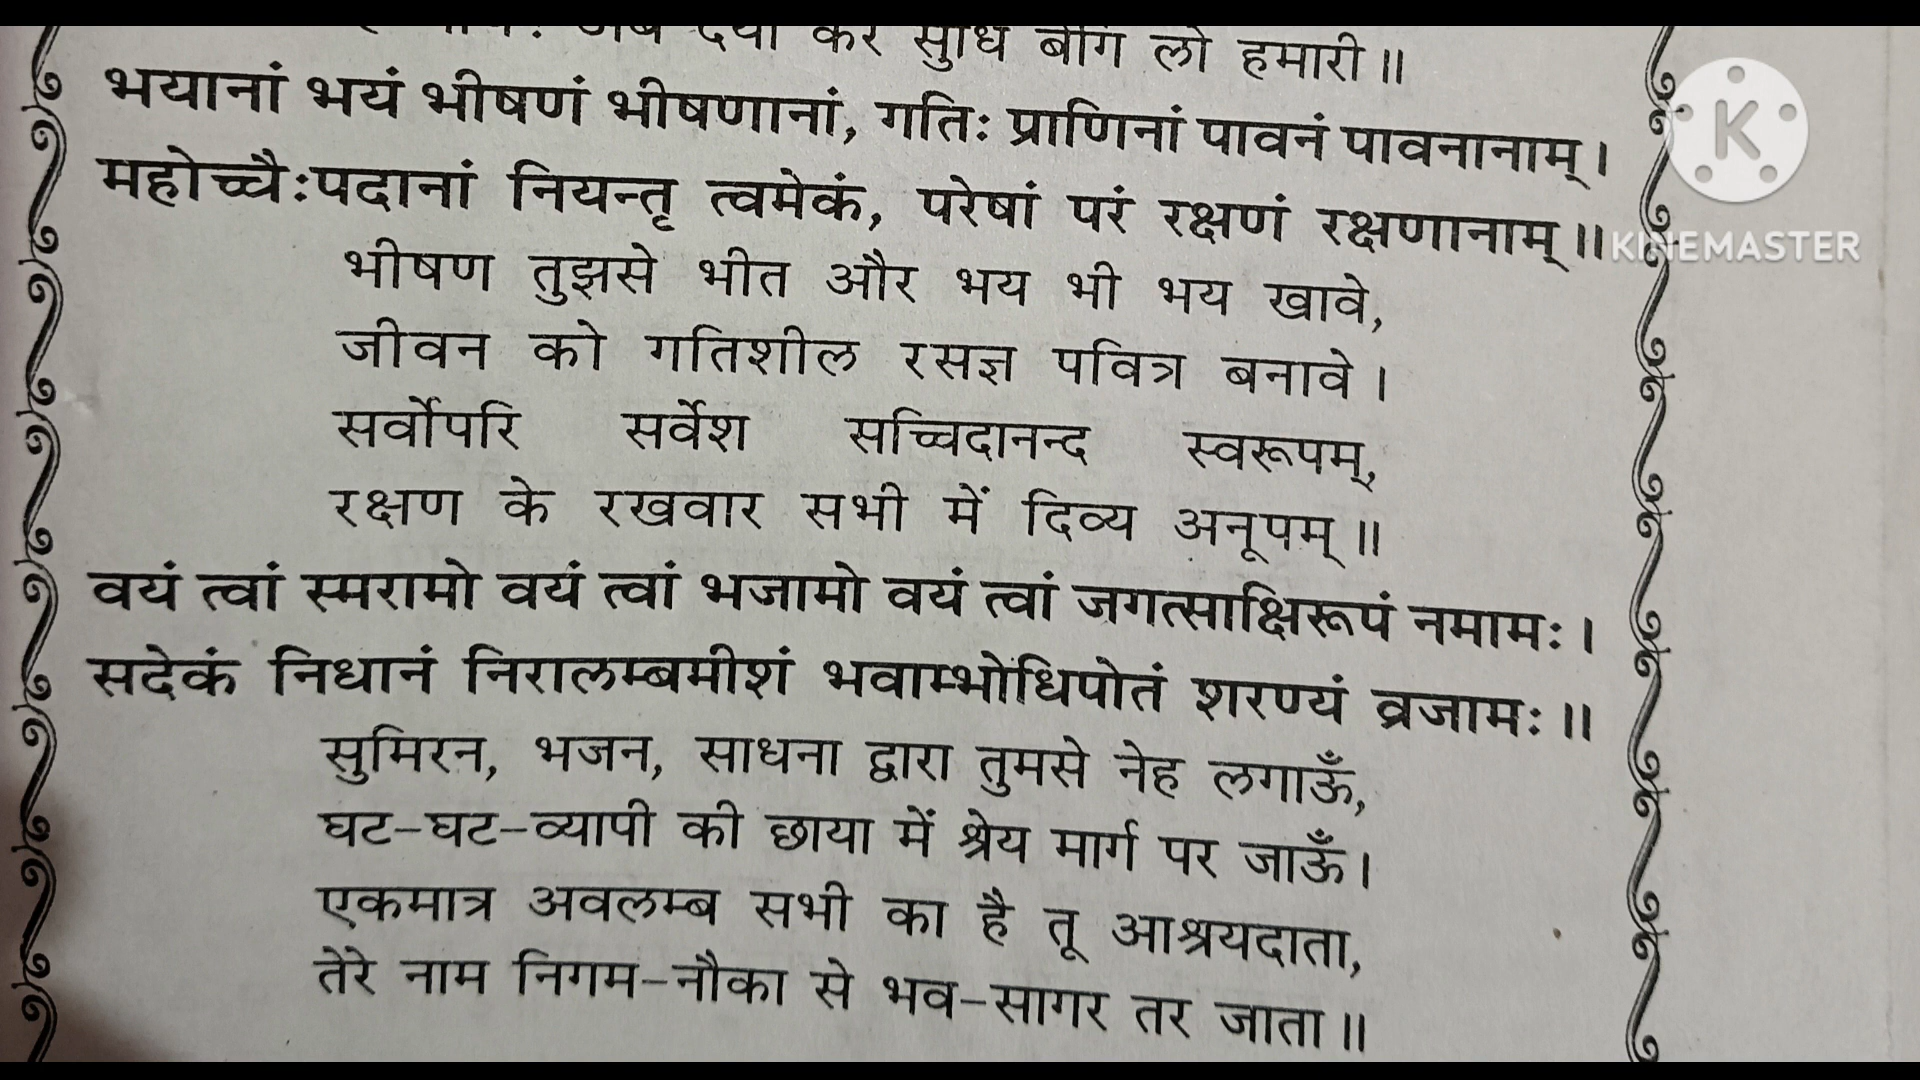 कर सुधि बेगि लो हमारी॥
भयानां भयं भीषणं भीषणानां, गतिः प्राणिनां पावनं पावनानाम्।
महोच्चैःपदानां नियन्तृ त्वमेकं, परेषां परं रक्षणं रक्षणानाम्॥
भीषण तुझसे भीत और भय भी भय खावे,
जीवन को गतिशील रसज्ञ पवित्र बनावे।
सर्वोपरि सर्वेश सच्चिदानन्द स्वरूपम्,
रक्षण के रखवार सभी में दिव्य अनूपम्॥
वयं त्वां स्मरामो वयं त्वां भजामो वयं त्वां जगत्साक्षिरूपं नमामः।
सदेकं निधानं निरालम्बमीशं भवाम्भोधिपोतं शरण्यं व्रजामः॥
सुमिरन, भजन, साधना द्वारा तुमसे नेह लगाऊँ,
घट-घट-व्यापी की छाया में श्रेय मार्ग पर जाऊँ।
एकमात्र अवलम्ब सभी का है तू आश्रयदाता,
तेरे नाम निगम-नौका से भव-सागर तर जाता॥
K
KINEMASTER